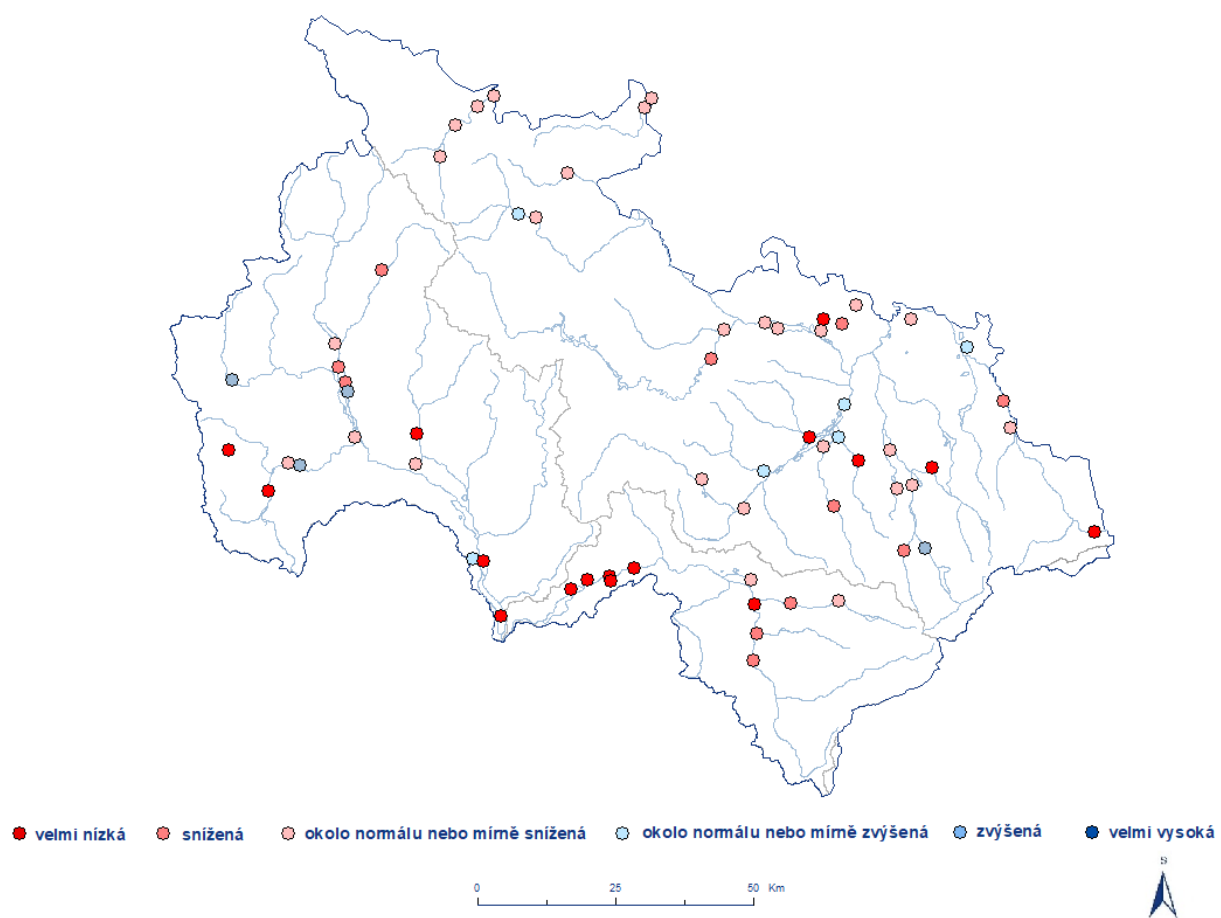 velmi nízká snížená okolo normálu nebo mírně snížená okolo normálu nebo mírně zvýšená zvýšená velmi vysoká
S
0 25 50 Km